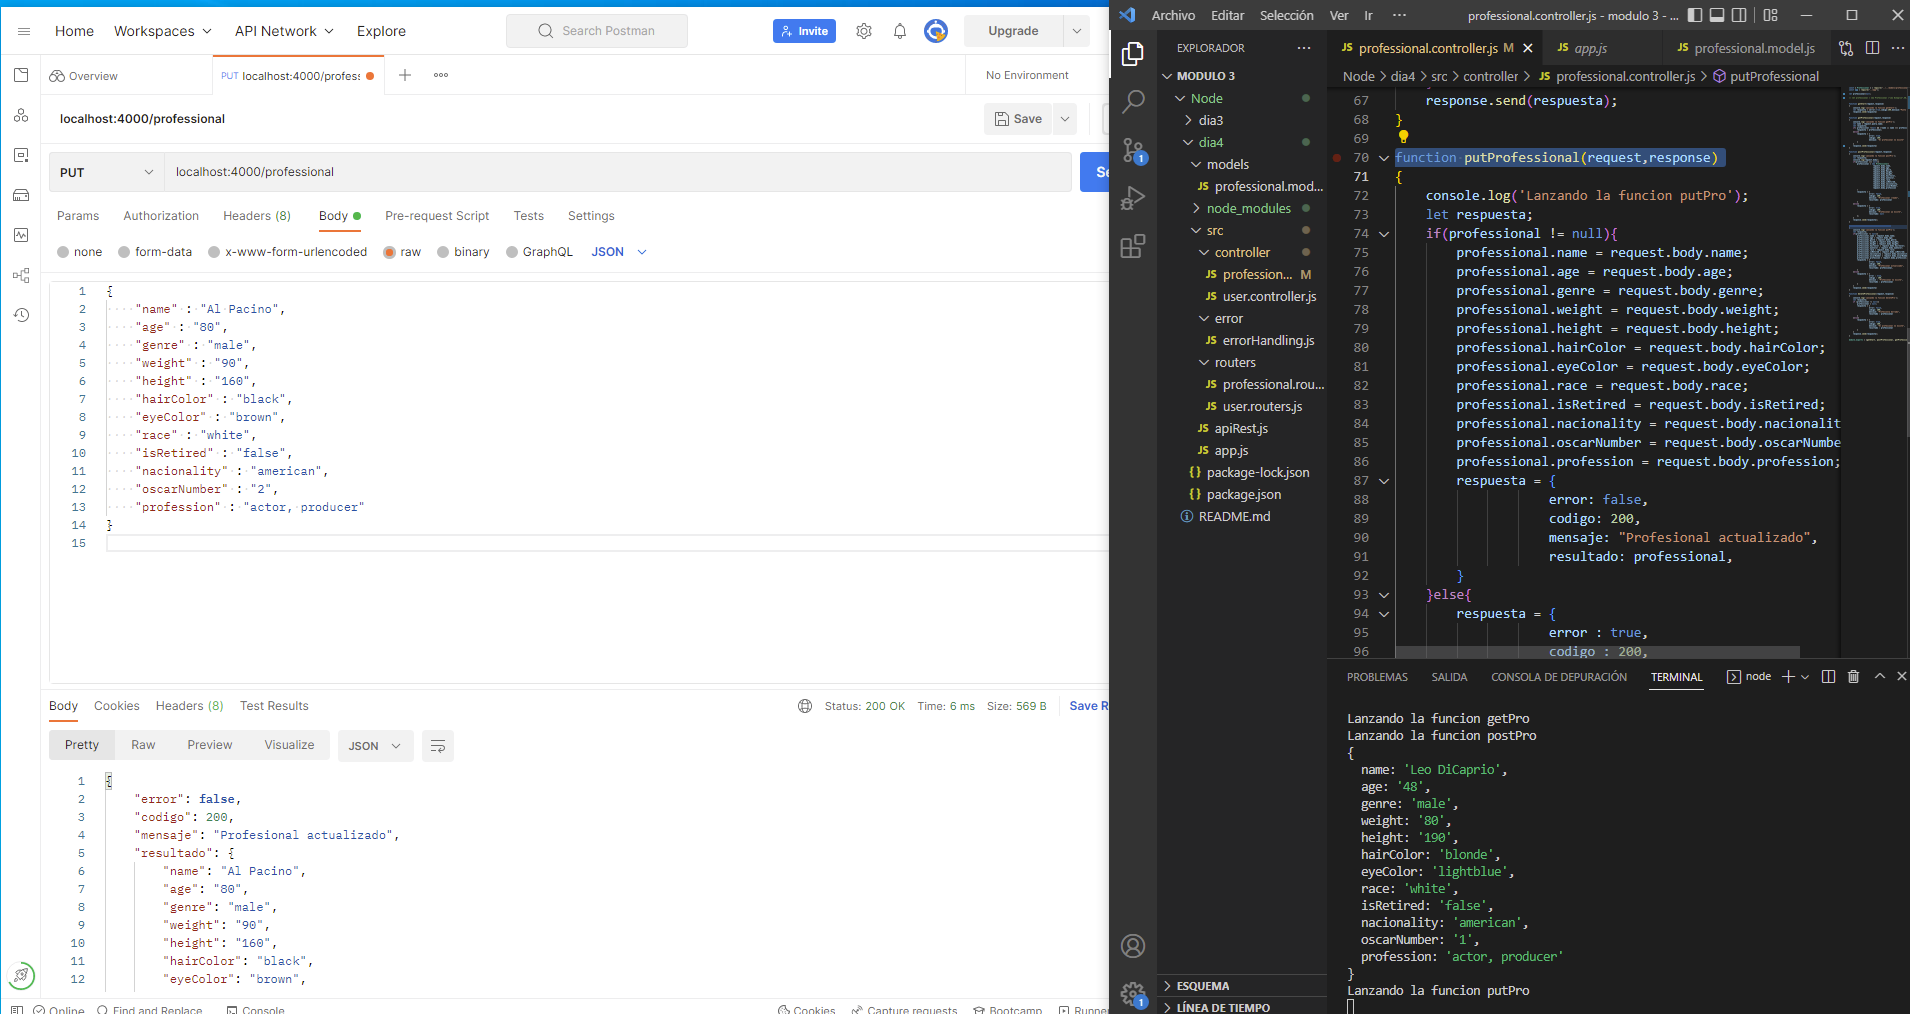 Home Workspaces API Network Explore Search Postman Invite Upgrade
Overview PUT localhost:4000/profess No Environment
localhost:4000/professional Save
PUT localhost:4000/professional Se
Params Authorization Headers (8) Body Pre-request Script Tests Settings
none form-data x-www-form-urlencoded raw binary GraphQL JSON
1 {
2 "name" : "Al Pacino",
3 "age" : "80",
4 "genre" : "male",
5 "weight" : "90",
6 "height" : "160",
7 "hairColor" : "black",
8 "eyeColor" : "brown",
9 "race" : "white",
10 "isRetired" : "false",
11 "nacionality" : "american",
12 "oscarNumber" : "2",
13 "profession" : "actor, producer"
14 }
15
Body Cookies Headers (8) Test Results Status: 200 OK Time: 6 ms Size: 569 B Save R
Pretty Raw Preview Visualize JSON
1 {
2 "error": false,
3 "codigo": 200,
4 "mensaje": "Profesional actualizado",
5 "resultado": {
6 "name": "Al Pacino",
7 "age": "80",
8 "genre": "male",
9 "weight": "90",
10 "height": "160",
11 "hairColor": "black",
12 "eyeColor": "brown",
Online Find and Replace Console Cookies Capture requests Bootcamp Runner
Archivo Editar Selección Ver Ir ··· professional.controller.js - modulo 3 - ...
EXPLORADOR ···
MODULO 3
Node
dia3
dia4
models
JS professional.mod...
node_modules
src
controller
JS profession... M
JS user.controller.js
error
JS errorHandling.js
routers
JS professional.rou...
JS user.routers.js
JS apiRest.js
JS app.js
{} package-lock.json
{} package.json
README.md
ESQUEMA
LÍNEA DE TIEMPO
1
1
JS professional.controller.js M JS app.js JS professional.model.js
Node > dia4 > src > controller > JS professional.controller.js > putProfessional
67 response.send(respuesta);
68 }
69
70 function putProfessional(request,response)
71 {
72 console.log('Lanzando la funcion putPro');
73 let respuesta;
74 if(professional != null){
75 professional.name = request.body.name;
76 professional.age = request.body.age;
77 professional.genre = request.body.genre;
78 professional.weight = request.body.weight;
79 professional.height = request.body.height;
80 professional.hairColor = request.body.hairColor;
81 professional.eyeColor = request.body.eyeColor;
82 professional.race = request.body.race;
83 professional.isRetired = request.body.isRetired;
84 professional.nacionality = request.body.nacionalit
85 professional.oscarNumber = request.body.oscarNumbe
86 professional.profession = request.body.profession;
87 respuesta = {
88 error: false,
89 codigo: 200,
90 mensaje: "Profesional actualizado",
91 resultado: professional,
92 }
93 }else{
94 respuesta = {
95 error : true,
96 codigo : 200,
PROBLEMAS SALIDA CONSOLA DE DEPURACIÓN TERMINAL node
Lanzando la funcion getPro
Lanzando la funcion postPro
{
name: 'Leo DiCaprio',
age: '48',
genre: 'male',
weight: '80',
height: '190',
hairColor: 'blonde',
eyeColor: 'lightblue',
race: 'white',
isRetired: 'false',
nacionality: 'american',
oscarNumber: '1',
profession: 'actor, producer'
}
Lanzando la funcion putPro